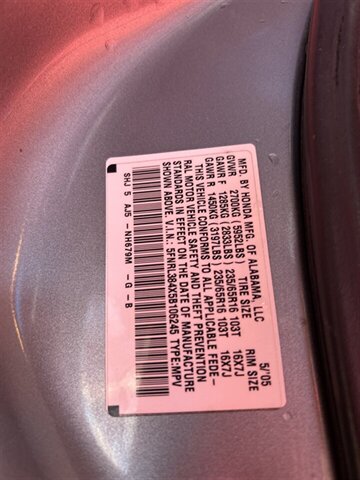 MFD. BY HONDA MFG. OF ALABAMA, LLC 5/05
GVWR 2700KG (5952LBS) TIRE SIZE RIM SIZE
GAWR F 1285KG (2833LBS) 235/65R16 103T 16X7J
GAWR R 1450KG (3197LBS) 235/65R16 103T 16X7J
THIS VEHICLE CONFORMS TO ALL APPLICABLE FEDE-
RAL MOTOR VEHICLE SAFETY AND THEFT PREVENTION
STANDARDS IN EFFECT ON THE DATE OF MANUFACTURE
SHOWN ABOVE. V.I.N.: 5FNRL384X5B106245 TYPE:MPV
SHJ 5 AJ5 - NH679M - G - B